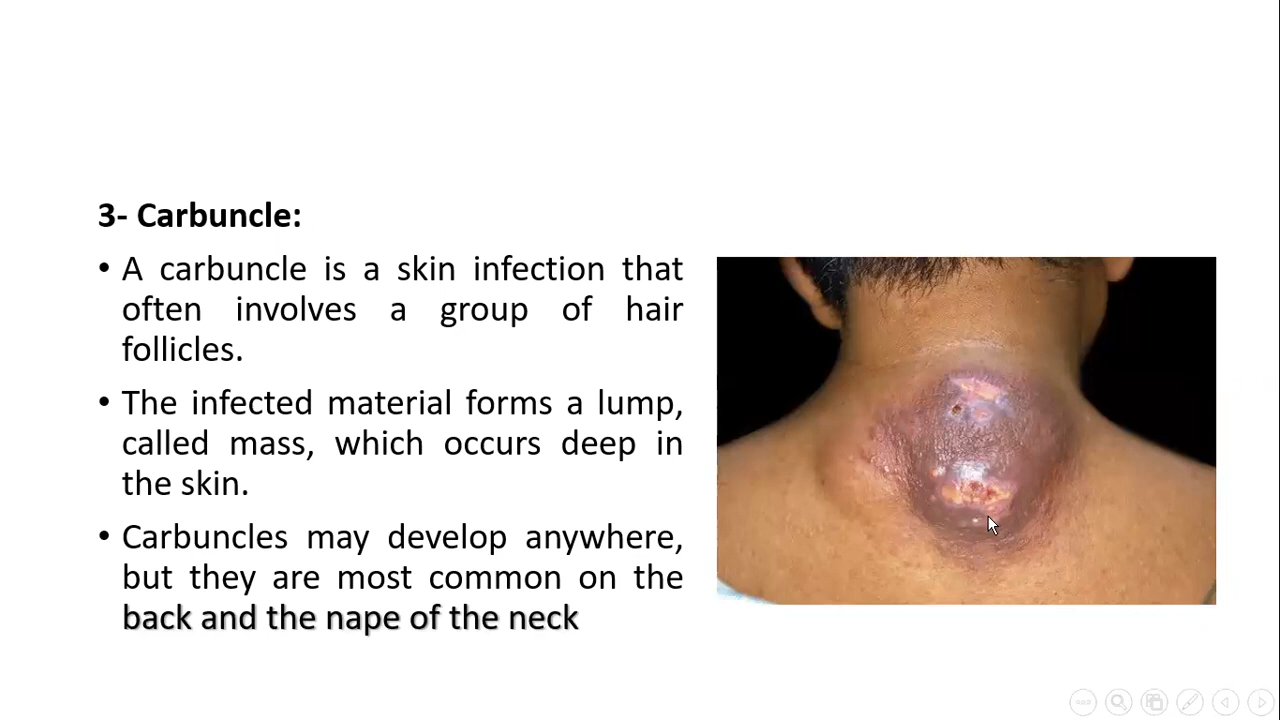 3- Carbuncle:
• A carbuncle is a skin infection that
often involves a group of hair
follicles.
• The infected material forms a lump,
called mass, which occurs deep in
the skin.
• Carbuncles may develop anywhere,
but they are most common on the
back and the nape of the neck